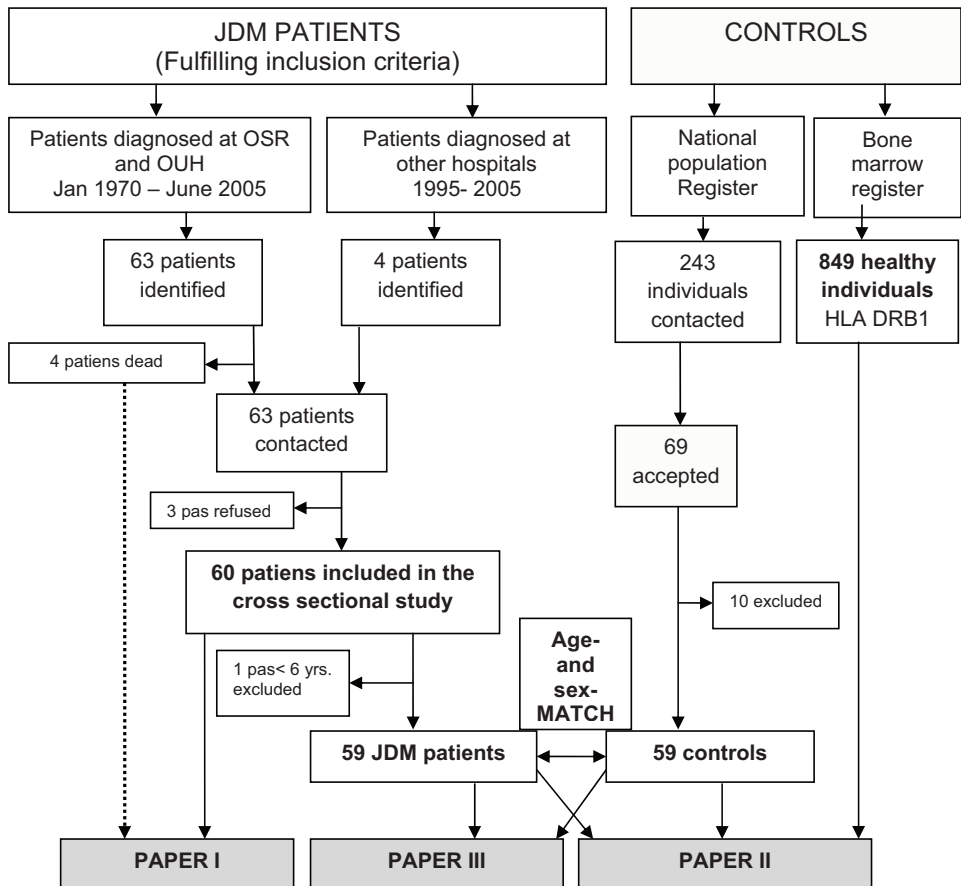 JDM PATIENTS
(Fulfilling inclusion criteria)
CONTROLS
Patients diagnosed at OSR
and OUH
Jan 1970 – June 2005
Patients diagnosed at
other hospitals
1995- 2005
National
population
Register
Bone
marrow
register
63 patients
identified
4 patients
identified
243
individuals
contacted
849 healthy
individuals
HLA DRB1
4 patiens dead
63 patients
contacted
69
accepted
3 pas refused
60 patiens included in the
cross sectional study
10 excluded
1 pas< 6 yrs.
excluded
Age-
and
sex-
MATCH
59 JDM patients
59 controls
PAPER I
PAPER III
PAPER II